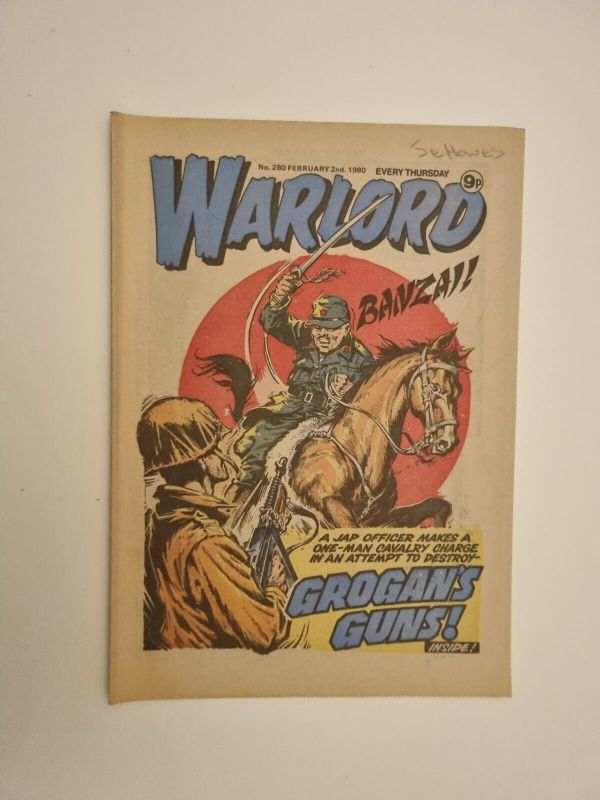 SE Howes
No. 280 FEBRUARY 2nd. 1980 EVERY THURSDAY 9p
WARLORD
BANZAI!
A JAP OFFICER MAKES A
ONE-MAN CAVALRY CHARGE
IN AN ATTEMPT TO DESTROY-
GROGAN'S
GUNS!
INSIDE!